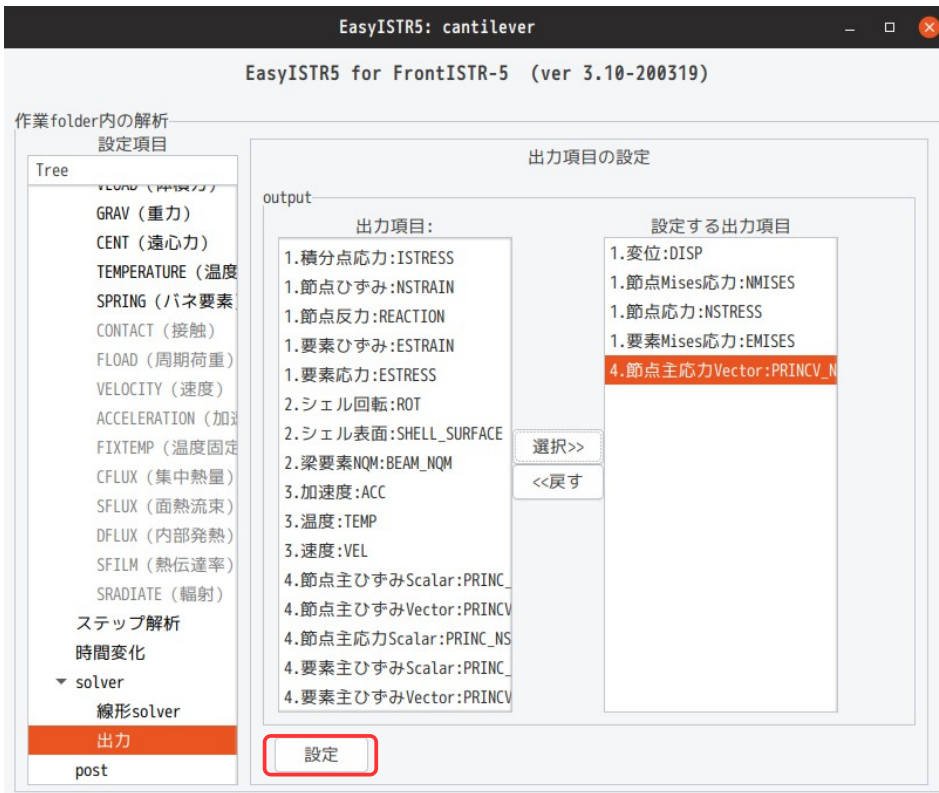 EasyISTR5: cantilever
EasyISTR5 for FrontISTR-5 (ver 3.10-200319)
作業folder内の解析
設定項目
Tree
VLOAD (体積力)
GRAV (重力)
CENT (遠心力)
TEMPERATURE (温度
SPRING (バネ要素
CONTACT (接触)
FLOAD (周期荷重)
VELOCITY (速度)
ACCELERATION (加速
FIXTEMP (温度固定
CFLUX (集中熱量)
SFLUX (面熱流束)
DFLUX (内部発熱)
SFILM (熱伝達率)
SRADIATE (輻射)
ステップ解析
時間変化
solver
線形solver
出力
post
出力項目の設定
output
出力項目:
1.積分点応力:ISTRESS
1.節点ひずみ:NSTRAIN
1.節点反力:REACTION
1.要素ひずみ:ESTRAIN
1.要素応力:ESTRESS
2.シェル回転:ROT
2.シェル表面:SHELL_SURFACE
2.梁要素NQM:BEAM_NQM
3.加速度:ACC
3.温度:TEMP
3.速度:VEL
4.節点主ひずみScalar:PRINC_
4.節点主ひずみVector:PRINCV
4.節点主応力Scalar:PRINC_NS
4.要素主ひずみScalar:PRINC_
4.要素主ひずみVector:PRINCV
選択>>
<<戻す
設定する出力項目
1.変位:DISP
1.節点Mises応力:NMISES
1.節点応力:NSTRESS
1.要素Mises応力:EMISES
4.節点主応力Vector:PRINCV_N
設定